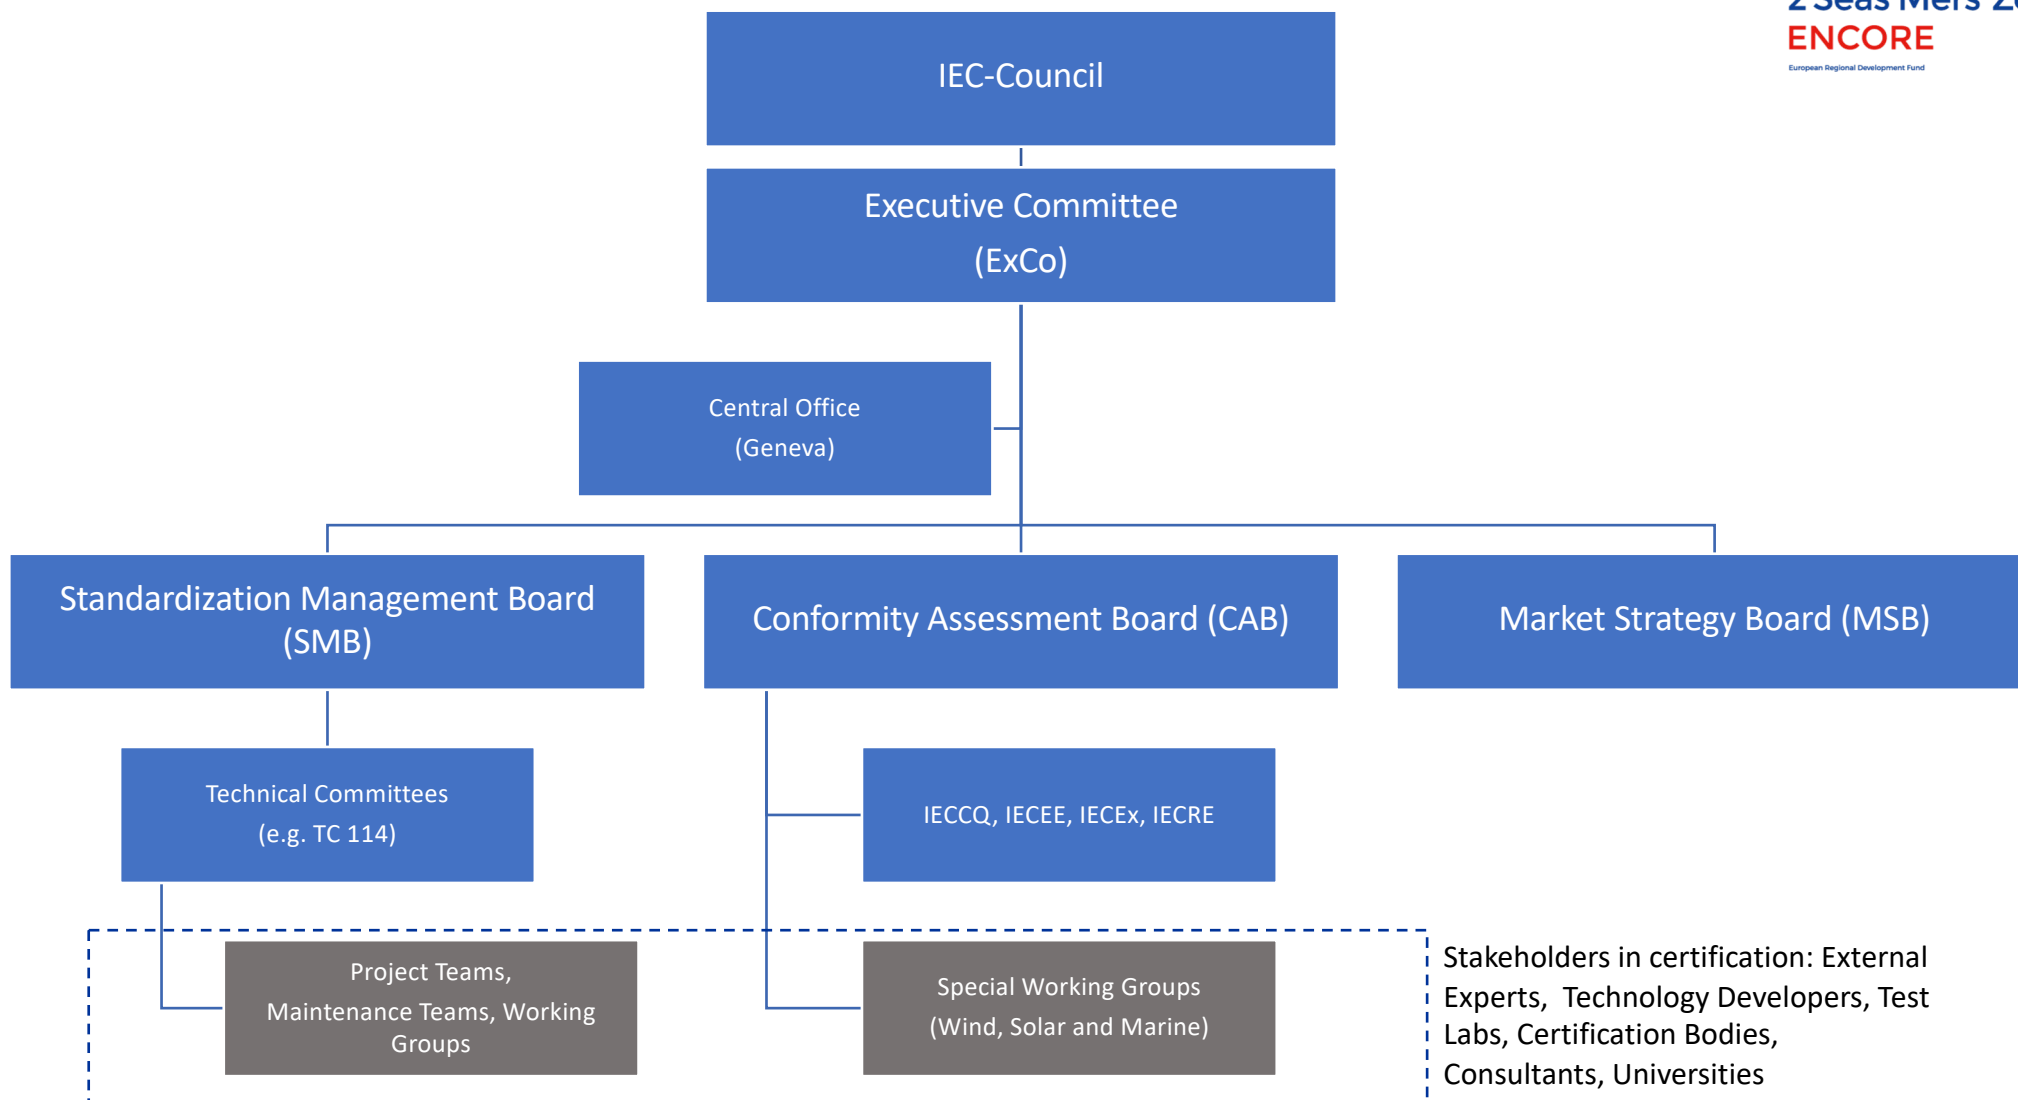 2 Seas Mers
ENCORE
European Regional Development Fund
IEC-Council
Executive Committee
(ExCo)
Central Office
(Geneva)
Standardization Management Board
(SMB)
Conformity Assessment Board (CAB)
Market Strategy Board (MSB)
Technical Committees
(e.g. TC 114)
IECCQ, IECEE, IECEx, IECRE
Project Teams,
Maintenance Teams, Working
Groups
Special Working Groups
(Wind, Solar and Marine)
Stakeholders in certification: External
Experts, Technology Developers, Test
Labs, Certification Bodies,
Consultants, Universities